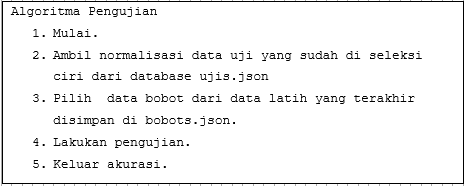 Algoritma Pengujian
1. Mulai.
2. Ambil normalisasi data uji yang sudah di seleksi
ciri dari database ujis.json
3. Pilih data bobot dari data latih yang terakhir
disimpan di bobots.json.
4. Lakukan pengujian.
5. Keluar akurasi.